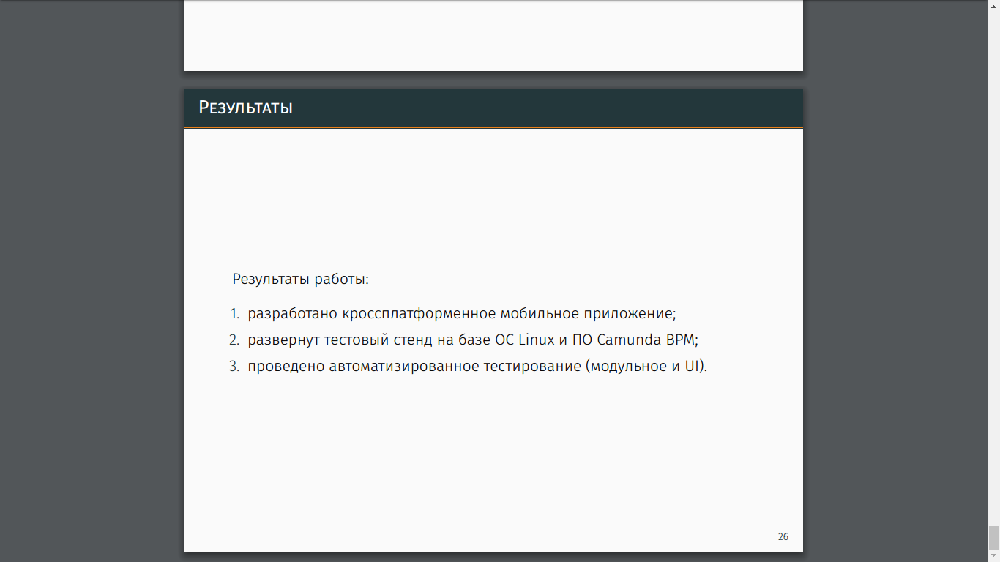 Результаты
Результаты работы:
1. разработано кроссплатформенное мобильное приложение;
2. развернут тестовый стенд на базе ОС Linux и ПО Camunda BPM;
3. проведено автоматизированное тестирование (модульное и UI).
26